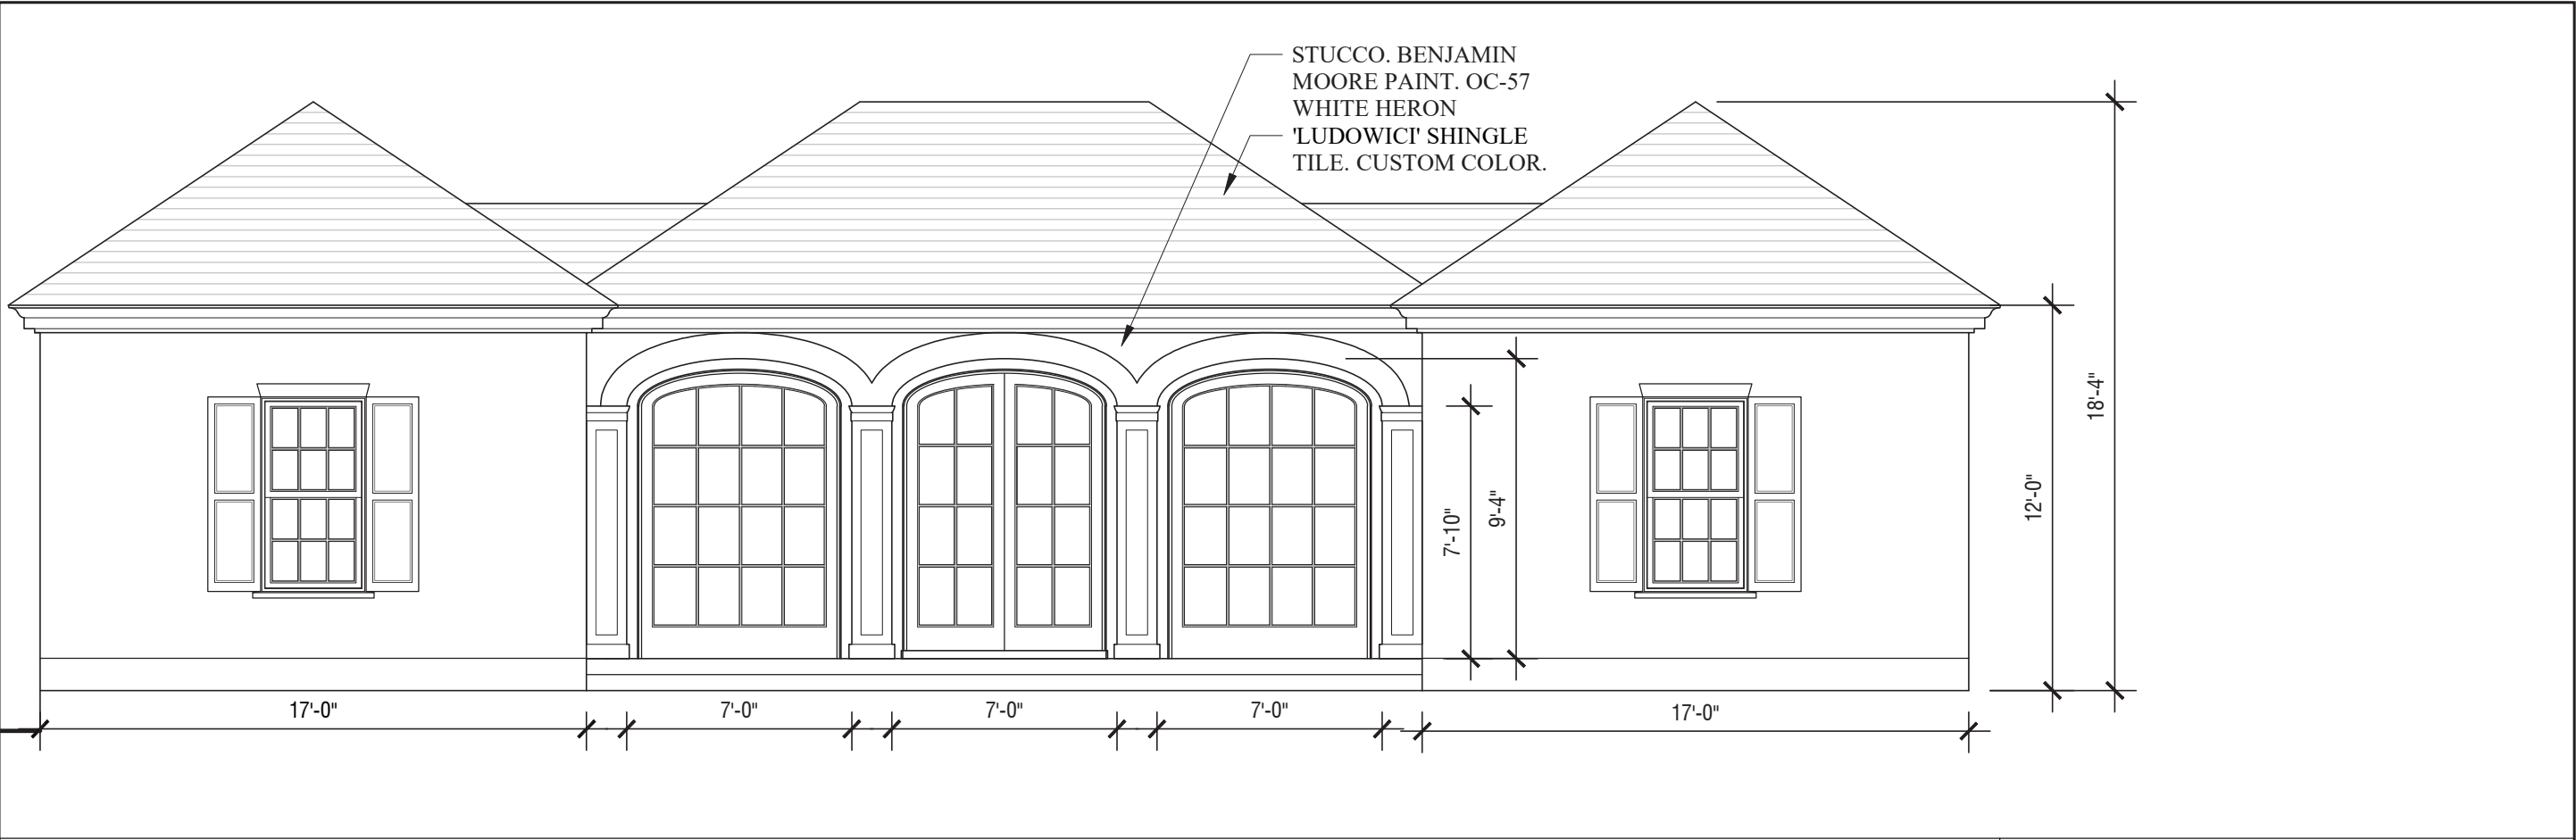 STUCCO. BENJAMIN
MOORE PAINT. OC-57
WHITE HERON
'LUDOWICI' SHINGLE
TILE. CUSTOM COLOR.
18'-4"
12'-0"
9'-4"
7'-10"
17'-0"
7'-0"
7'-0"
7'-0"
17'-0"